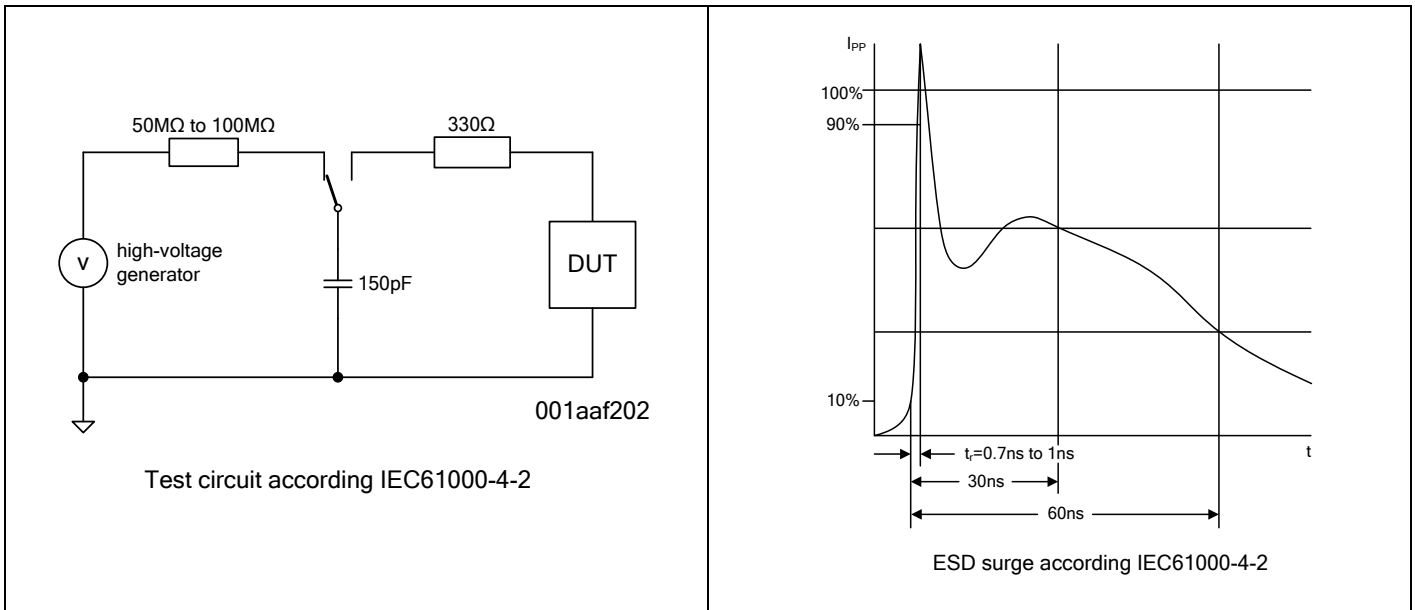 50MΩ to 100MΩ
330Ω
V
high-voltage
generator
150pF
DUT
001aaf202
Test circuit according IEC61000-4-2
IPP
100%
90%
10%
t
tr=0.7ns to 1ns
30ns
60ns
ESD surge according IEC61000-4-2